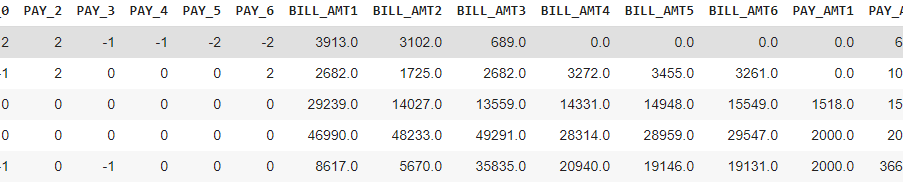 _0 PAY_2 PAY_3 PAY_4 PAY_5 PAY_6 BILL_AMT1 BILL_AMT2 BILL_AMT3 BILL_AMT4 BILL_AMT5 BILL_AMT6 PAY_AMT1 PAY_A
2 2 -1 -1 -2 -2 3913.0 3102.0 689.0 0.0 0.0 0.0 0.0 6
-1 2 0 0 0 2 2682.0 1725.0 2682.0 3272.0 3455.0 3261.0 0.0 10
0 0 0 0 0 0 29239.0 14027.0 13559.0 14331.0 14948.0 15549.0 1518.0 15
0 0 0 0 0 0 46990.0 48233.0 49291.0 28314.0 28959.0 29547.0 2000.0 20
-1 0 -1 0 0 0 8617.0 5670.0 35835.0 20940.0 19146.0 19131.0 2000.0 366